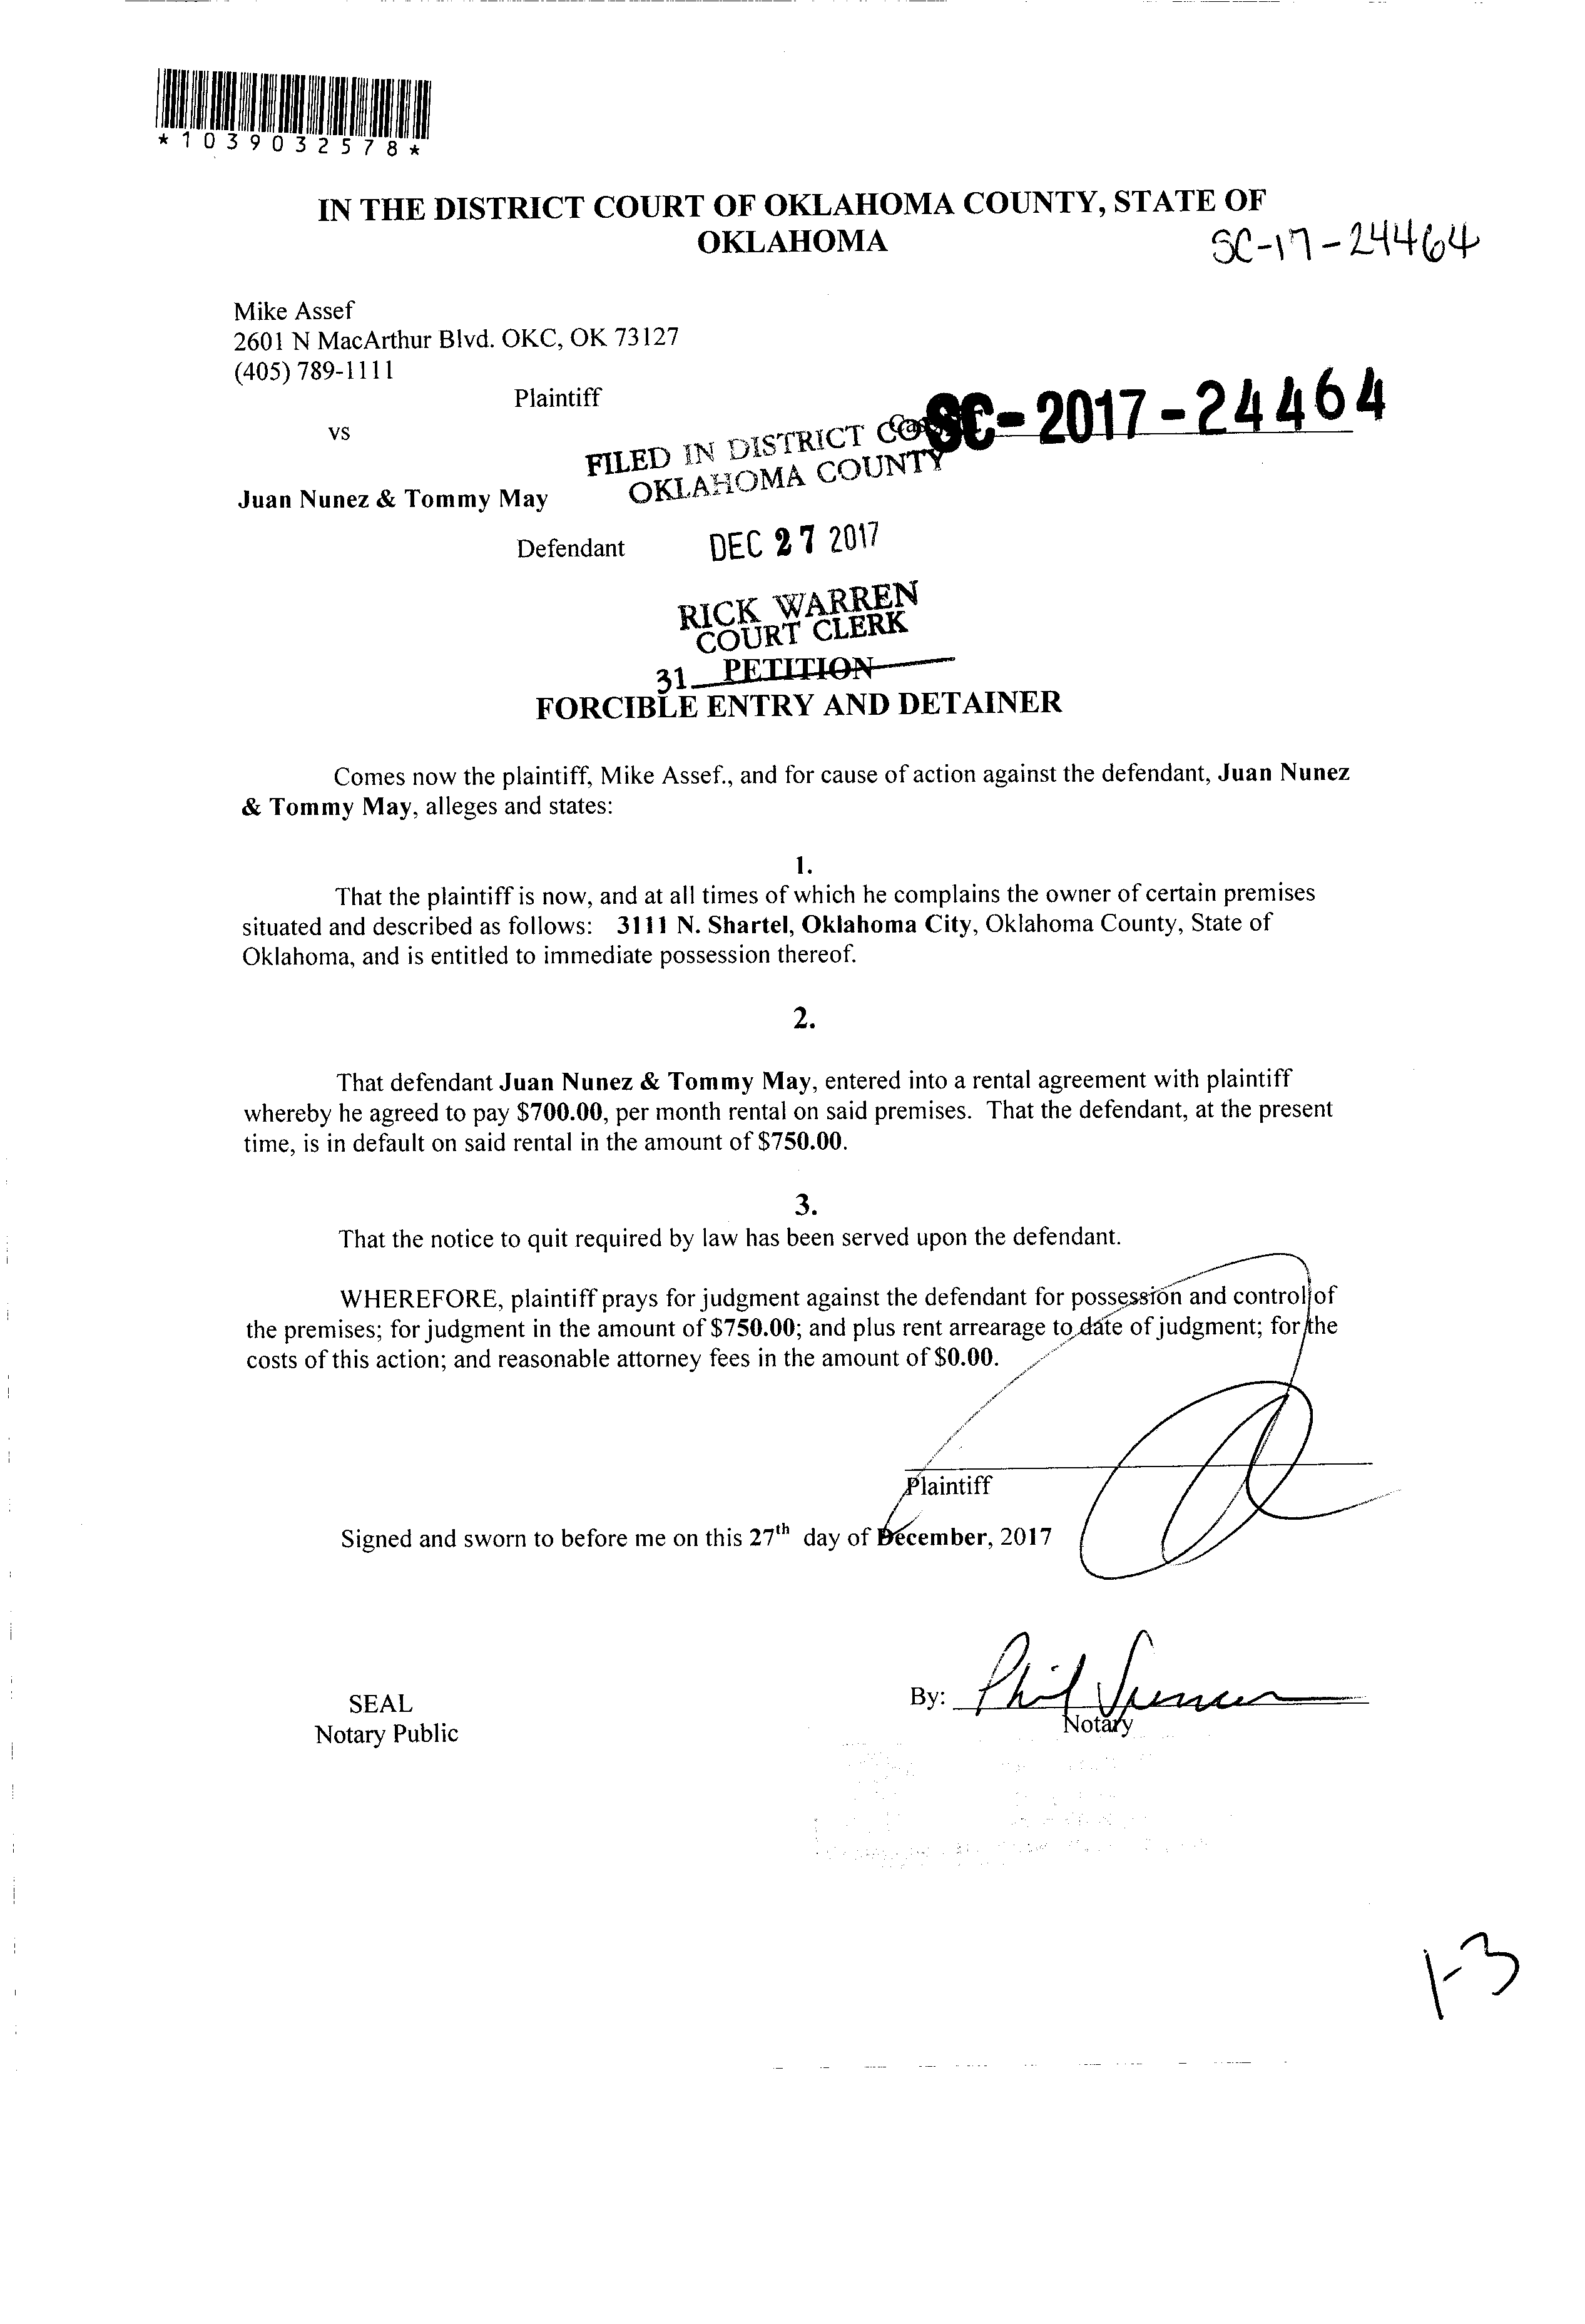 *1039032578*
IN THE DISTRICT COURT OF OKLAHOMA COUNTY, STATE OF
OKLAHOMA
SC-17-24464
Mike Assef
2601 N MacArthur Blvd. OKC, OK 73127
(405) 789-1111
Plaintiff
SC-2017-24464
vs
FILED IN DISTRICT COURT
OKLAHOMA COUNTY
Juan Nunez & Tommy May
Defendant
DEC 27 2017
RICK WARREN
COURT CLERK
31 PETITION
FORCIBLE ENTRY AND DETAINER
Comes now the plaintiff, Mike Assef., and for cause of action against the defendant, Juan Nunez
& Tommy May, alleges and states:
1.
That the plaintiff is now, and at all times of which he complains the owner of certain premises
situated and described as follows: 3111 N. Shartel, Oklahoma City, Oklahoma County, State of
Oklahoma, and is entitled to immediate possession thereof.
2.
That defendant Juan Nunez & Tommy May, entered into a rental agreement with plaintiff
whereby he agreed to pay $700.00, per month rental on said premises. That the defendant, at the present
time, is in default on said rental in the amount of $750.00.
3.
That the notice to quit required by law has been served upon the defendant.
WHEREFORE, plaintiff prays for judgment against the defendant for possession and control of
the premises; for judgment in the amount of $750.00; and plus rent arrearage to date of judgment; for the
costs of this action; and reasonable attorney fees in the amount of $0.00.
Plaintiff
Signed and sworn to before me on this 27th day of December, 2017
By: Phil
SEAL
Notary
Notary Public
1-3